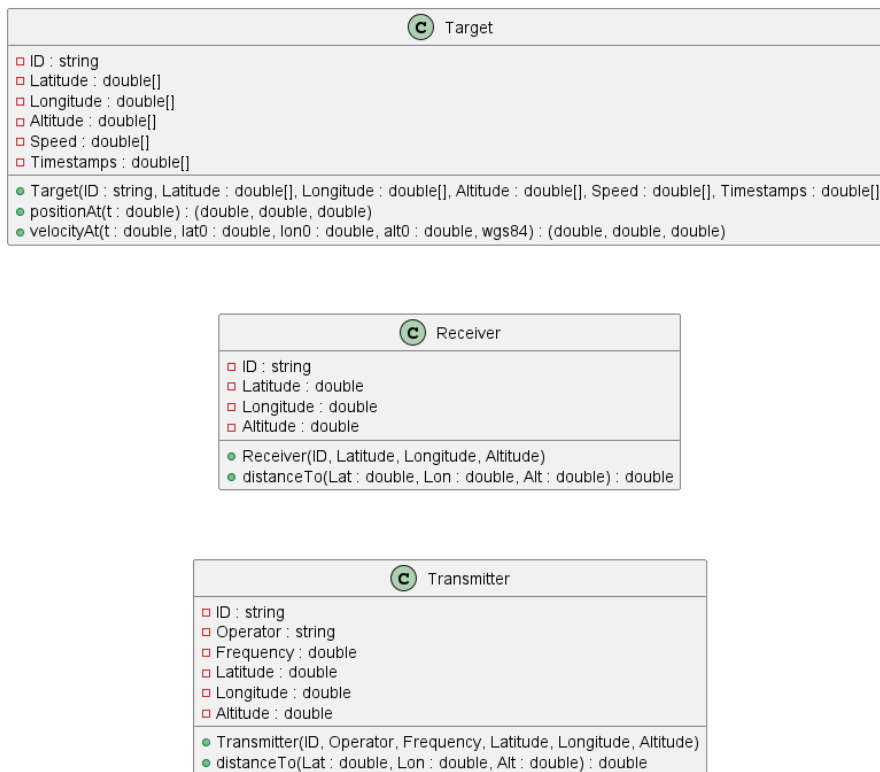 C Target
ID : string
Latitude : double[]
Longitude : double[]
Altitude : double[]
Speed : double[]
Timestamps : double[]
Target(ID : string, Latitude : double[], Longitude : double[], Altitude : double[], Speed : double[], Timestamps : double[]
positionAt(t : double) : (double, double, double)
velocityAt(t : double, lat0 : double, lon0 : double, alt0 : double, wgs84) : (double, double, double)
C Receiver
ID : string
Latitude : double
Longitude : double
Altitude : double
Receiver(ID, Latitude, Longitude, Altitude)
distanceTo(Lat : double, Lon : double, Alt : double) : double
C Transmitter
ID : string
Operator : string
Frequency : double
Latitude : double
Longitude : double
Altitude : double
Transmitter(ID, Operator, Frequency, Latitude, Longitude, Altitude)
distanceTo(Lat : double, Lon : double, Alt : double) : double